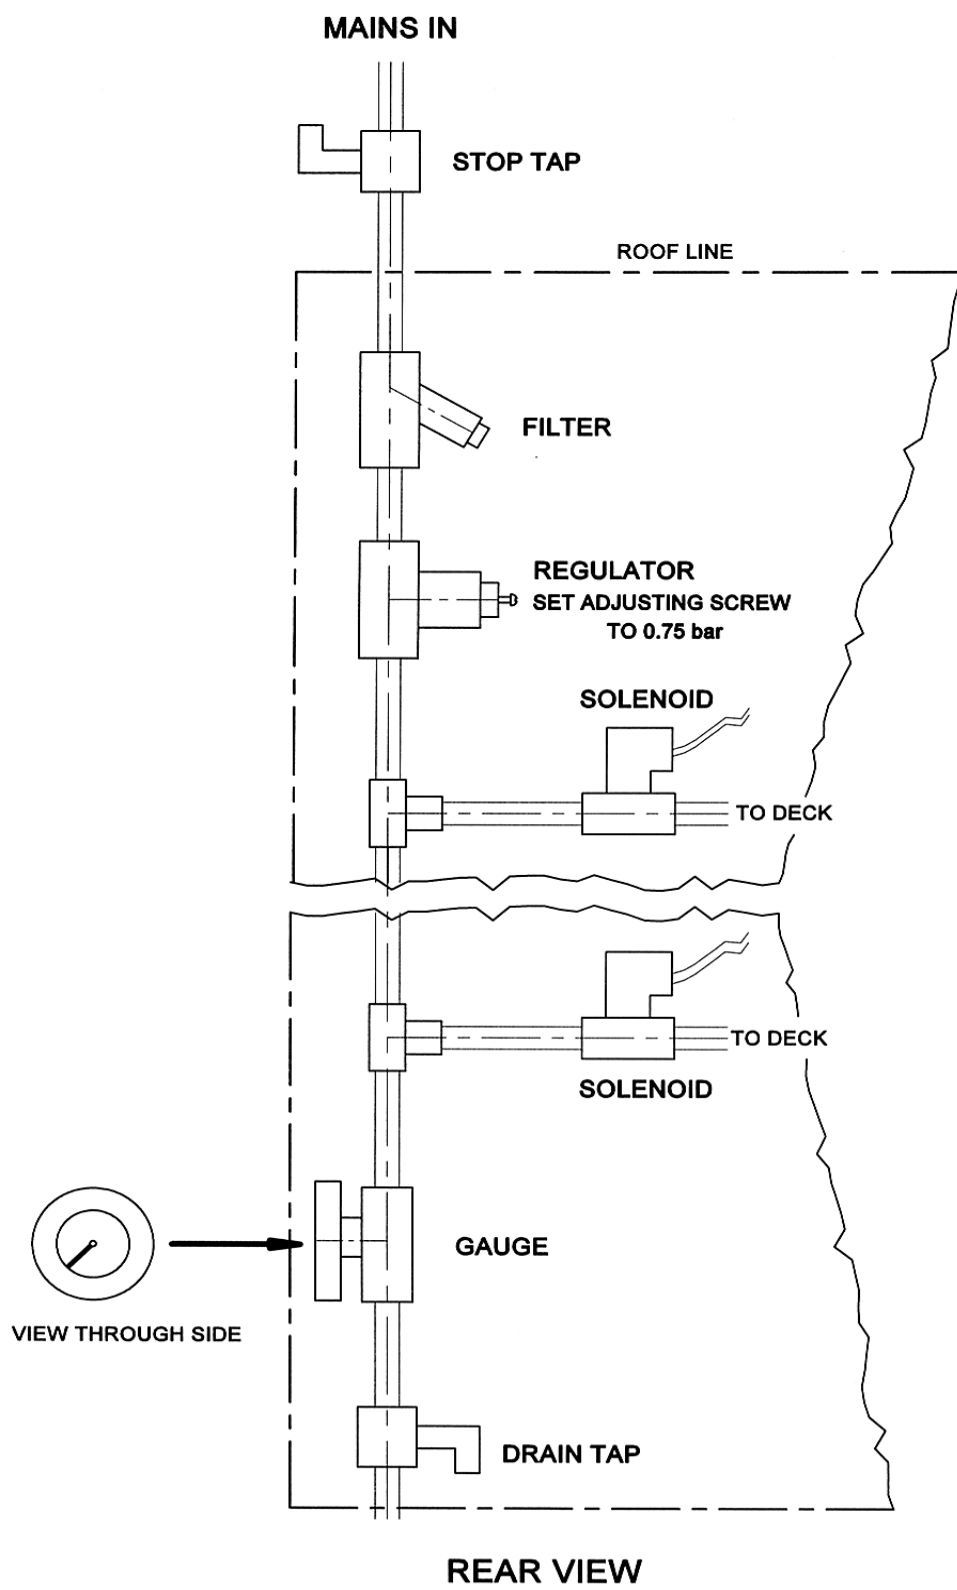 MAINS IN
STOP TAP
ROOF LINE
FILTER
REGULATOR
SET ADJUSTING SCREW
TO 0.75 bar
SOLENOID
TO DECK
TO DECK
SOLENOID
GAUGE
VIEW THROUGH SIDE
DRAIN TAP
REAR VIEW